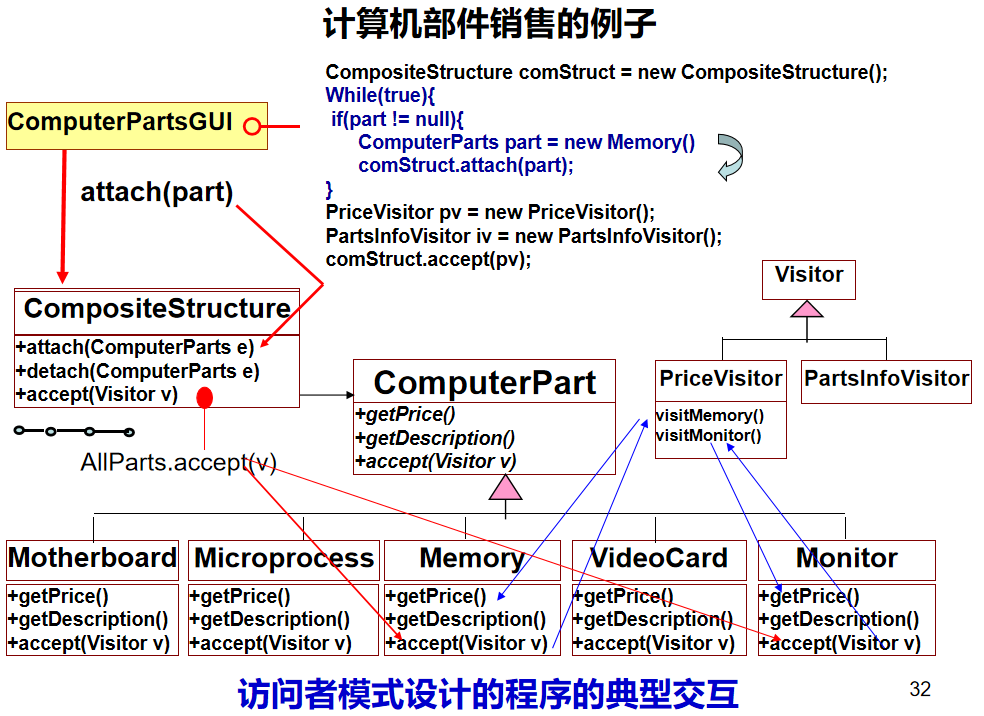 计算机部件销售的例子
CompositeStructure comStruct = new CompositeStructure();
While(true){
if(part != null){
ComputerParts part = new Memory()
comStruct.attach(part);
}
PriceVisitor pv = new PriceVisitor();
PartsInfoVisitor iv = new PartsInfoVisitor();
comStruct.accept(pv);
ComputerPartsGUI
attach(part)
CompositeStructure
+attach(ComputerParts e)
+detach(ComputerParts e)
+accept(Visitor v)
AllParts.accept(v)
ComputerPart
+getPrice()
+getDescription()
+accept(Visitor v)
Visitor
PriceVisitor
visitMemory()
visitMonitor()
PartsInfoVisitor
Motherboard
+getPrice()
+getDescription()
+accept(Visitor v)
Microprocess
+getPrice()
+getDescription()
+accept(Visitor v)
Memory
+getPrice()
+getDescription()
+accept(Visitor v)
VideoCard
+getPrice()
+getDescription()
+accept(Visitor v)
Monitor
+getPrice()
+getDescription()
+accept(Visitor v)
访问者模式设计的程序的典型交互
32